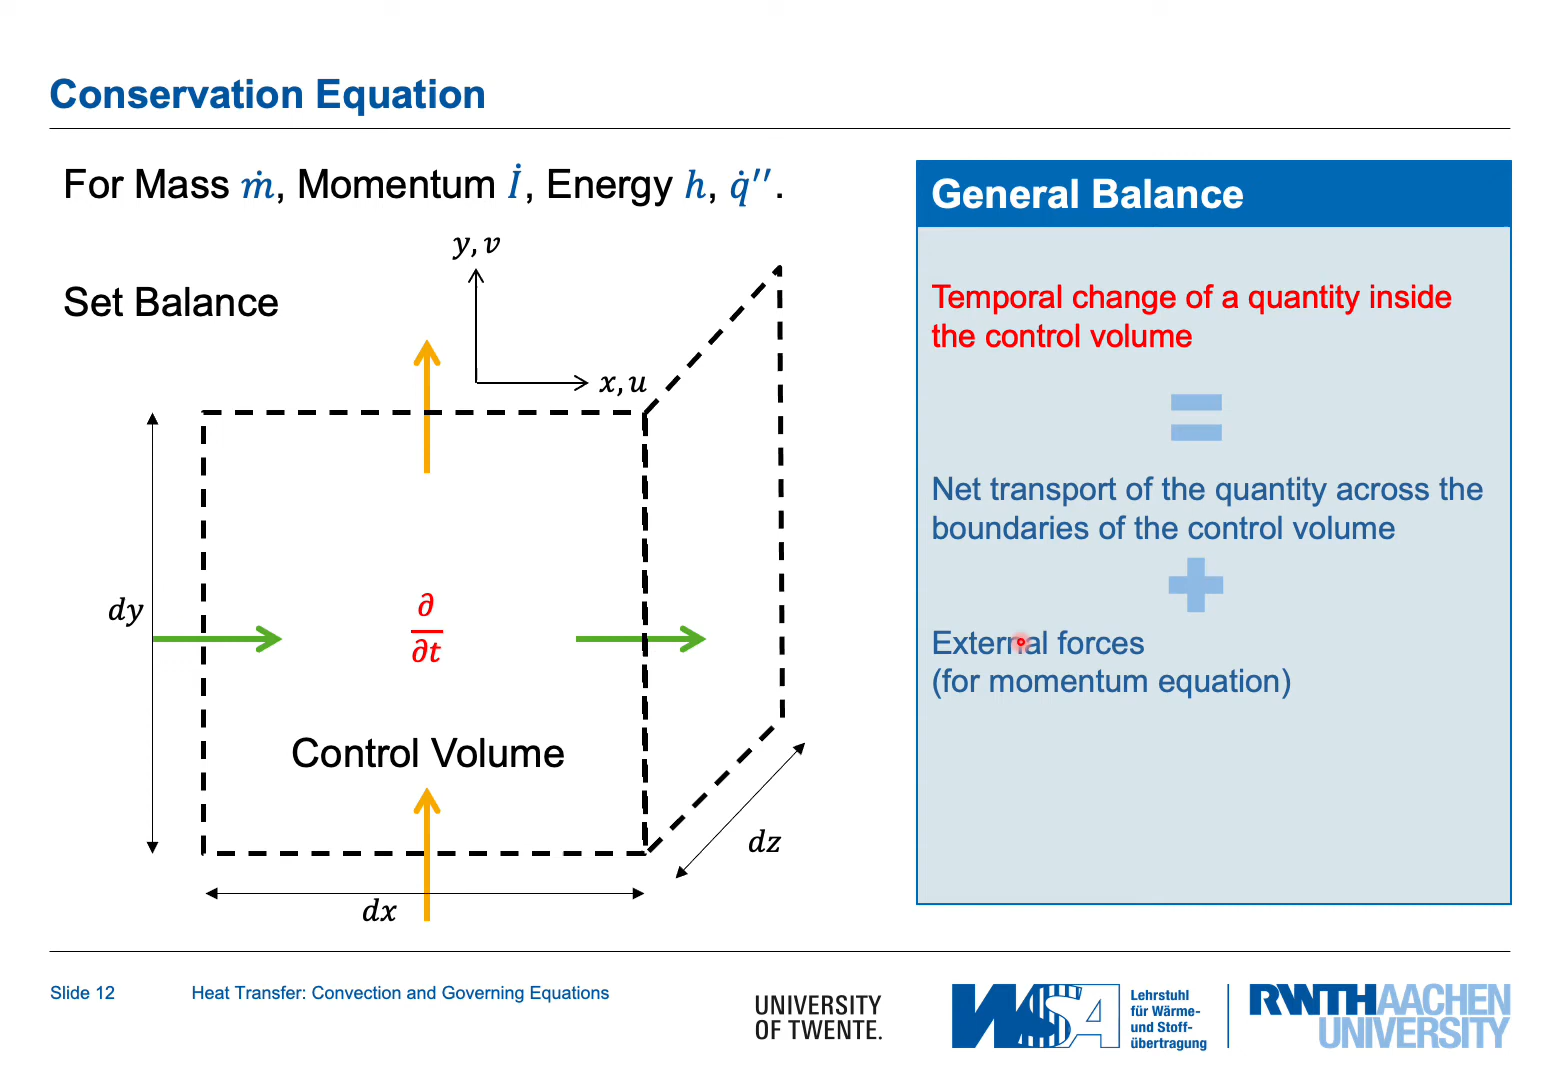 Conservation Equation
For Mass ṁ, Momentum İ, Energy h, q̇′′.
General Balance
y, v
Set Balance
Temporal change of a quantity inside
the control volume
x, u
=
Net transport of the quantity across the
boundaries of the control volume
+
dy
∂
∂t
External forces
(for momentum equation)
Control Volume
dz
dx
Slide 12
Heat Transfer: Convection and Governing Equations
UNIVERSITY
OF TWENTE.
WSA
Lehrstuhl
für Wärme-
und Stoff-
übertragung
RWTHAACHEN
UNIVERSITY